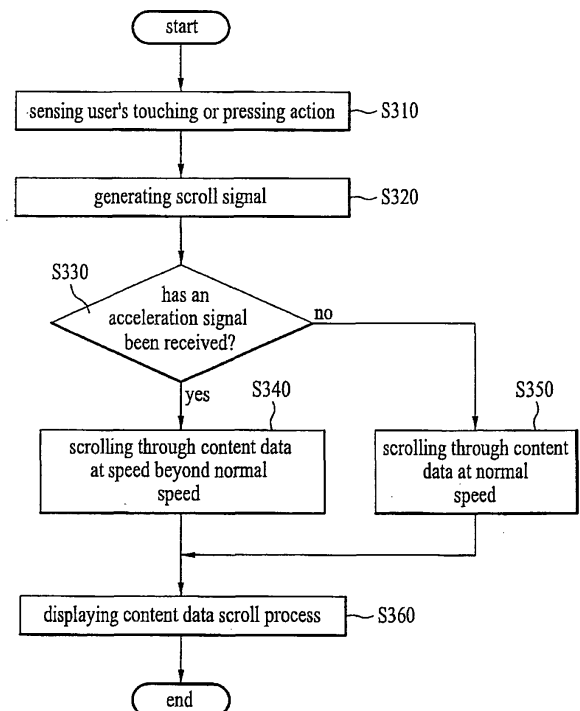 start
sensing user's touching or pressing action
S310
generating scroll signal
S320
S330
has an
acceleration signal
been received?
no
yes
S340
S350
scrolling through content data
at speed beyond normal
speed
scrolling through content
data at normal
speed
displaying content data scroll process
S360
end